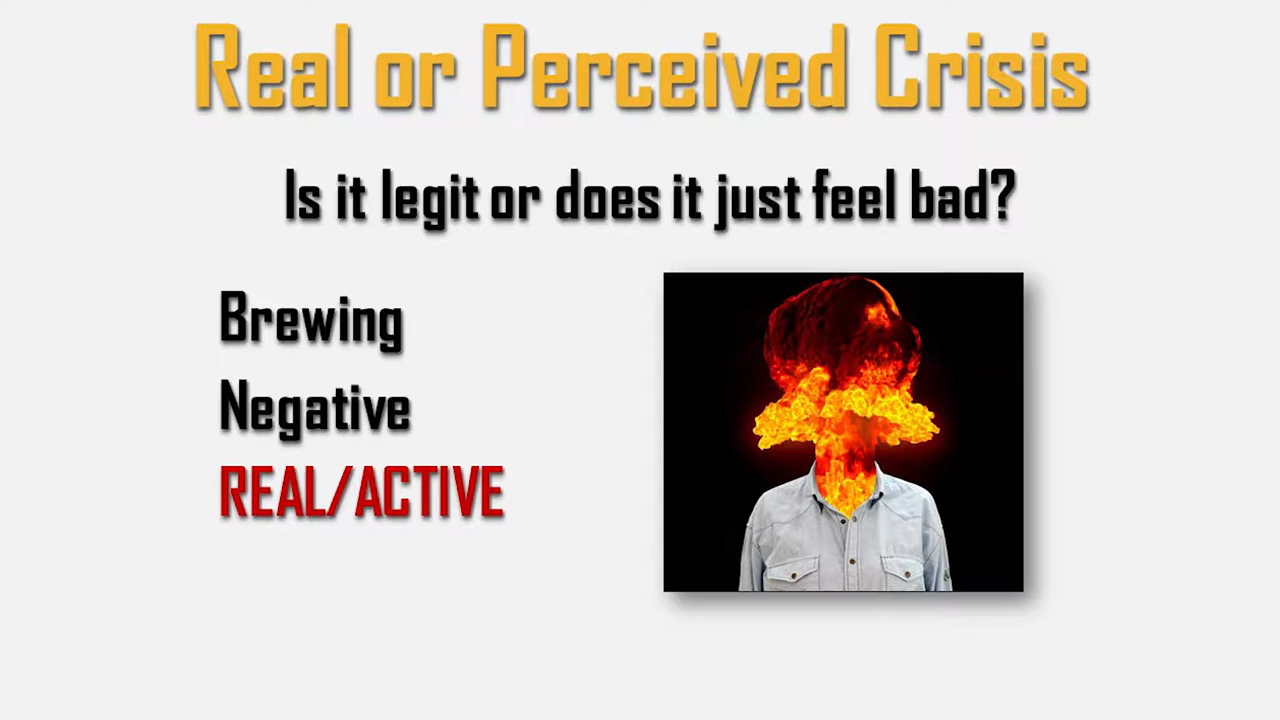 Real or Perceived Crisis
Is it legit or does it just feel bad?
Brewing
Negative
REAL/ACTIVE